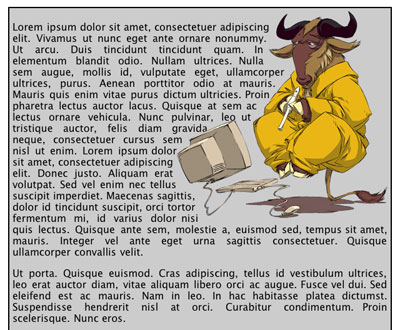 Lorem ipsum dolor sit amet, consectetuer adipiscing
elit. Vivamus ut nunc eget ante ornare nonummy.
Ut arcu. Duis tincidunt tincidunt quam. In
elementum blandit odio. Nullam ultrices. Nulla
sem augue, mollis id, vulputate eget, ullamcorper
ultrices, purus. Aenean porttitor odio at mauris.
Mauris quis enim vitae purus dictum ultricies. Proin
pharetra lectus auctor lacus. Quisque at sem ac
lectus ornare vehicula. Nunc pulvinar, leo ut
tristique auctor, felis diam gravida
neque, consectetuer cursus sem
nisl ut enim. Lorem ipsum dolor
sit amet, consectetuer adipiscing
elit. Donec justo. Aliquam erat
volutpat. Sed vel enim nec tellus
suscipit imperdiet. Maecenas sagittis,
dolor id tincidunt suscipit, orci tortor
fermentum mi, id varius dolor nisi
quis lectus. Quisque ante sem, molestie a, euismod sed, tempus sit amet,
mauris. Integer vel ante eget urna sagittis consectetuer. Quisque
ullamcorper convallis velit.
Ut porta. Quisque euismod. Cras adipiscing, tellus id vestibulum ultrices,
leo erat auctor diam, vitae aliquam libero orci ac augue. Fusce vel dui. Sed
eleifend est ac mauris. Nam in leo. In hac habitasse platea dictumst.
Suspendisse hendrerit nisl at orci. Curabitur condimentum. Proin
scelerisque. Nunc eros.